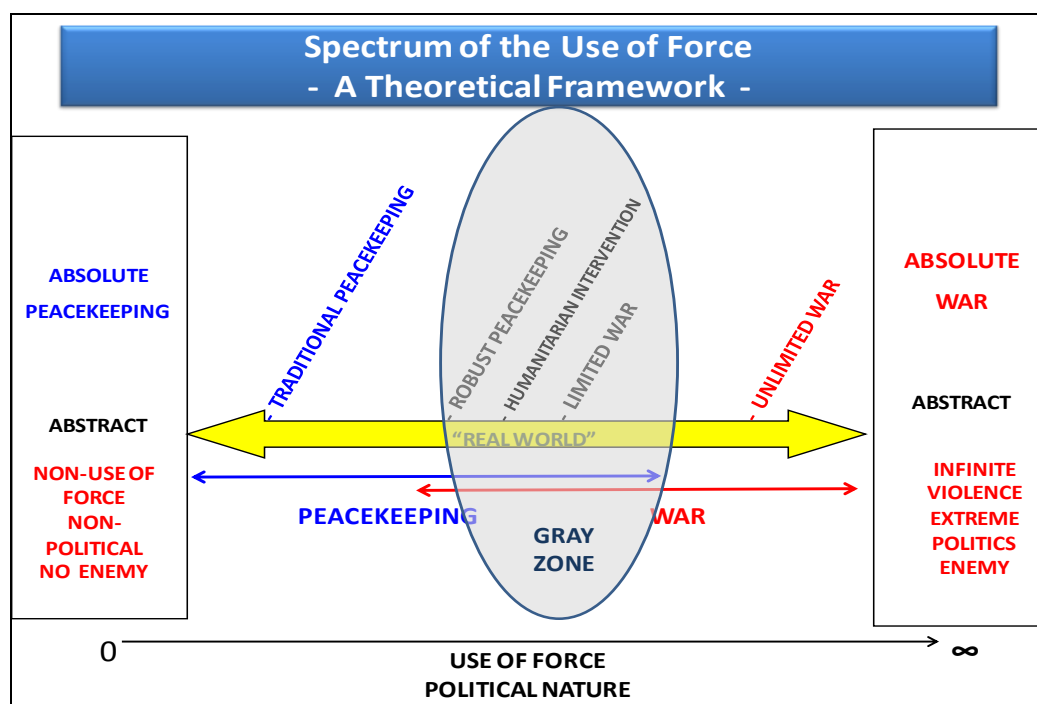 Spectrum of the Use of Force
- A Theoretical Framework -
ABSOLUTE
PEACEKEEPING
ABSTRACT
NON-USE OF
FORCE
NON-
POLITICAL
NO ENEMY
- TRADITIONAL PEACEKEEPING
- ROBUST PEACEKEEPING
- HUMANITARIAN INTERVENTION
- LIMITED WAR
- UNLIMITED WAR
“REAL WORLD”
PEACEKEEPING
WAR
GRAY
ZONE
ABSOLUTE
WAR
ABSTRACT
INFINITE
VIOLENCE
EXTREME
POLITICS
ENEMY
0
∞
USE OF FORCE
POLITICAL NATURE